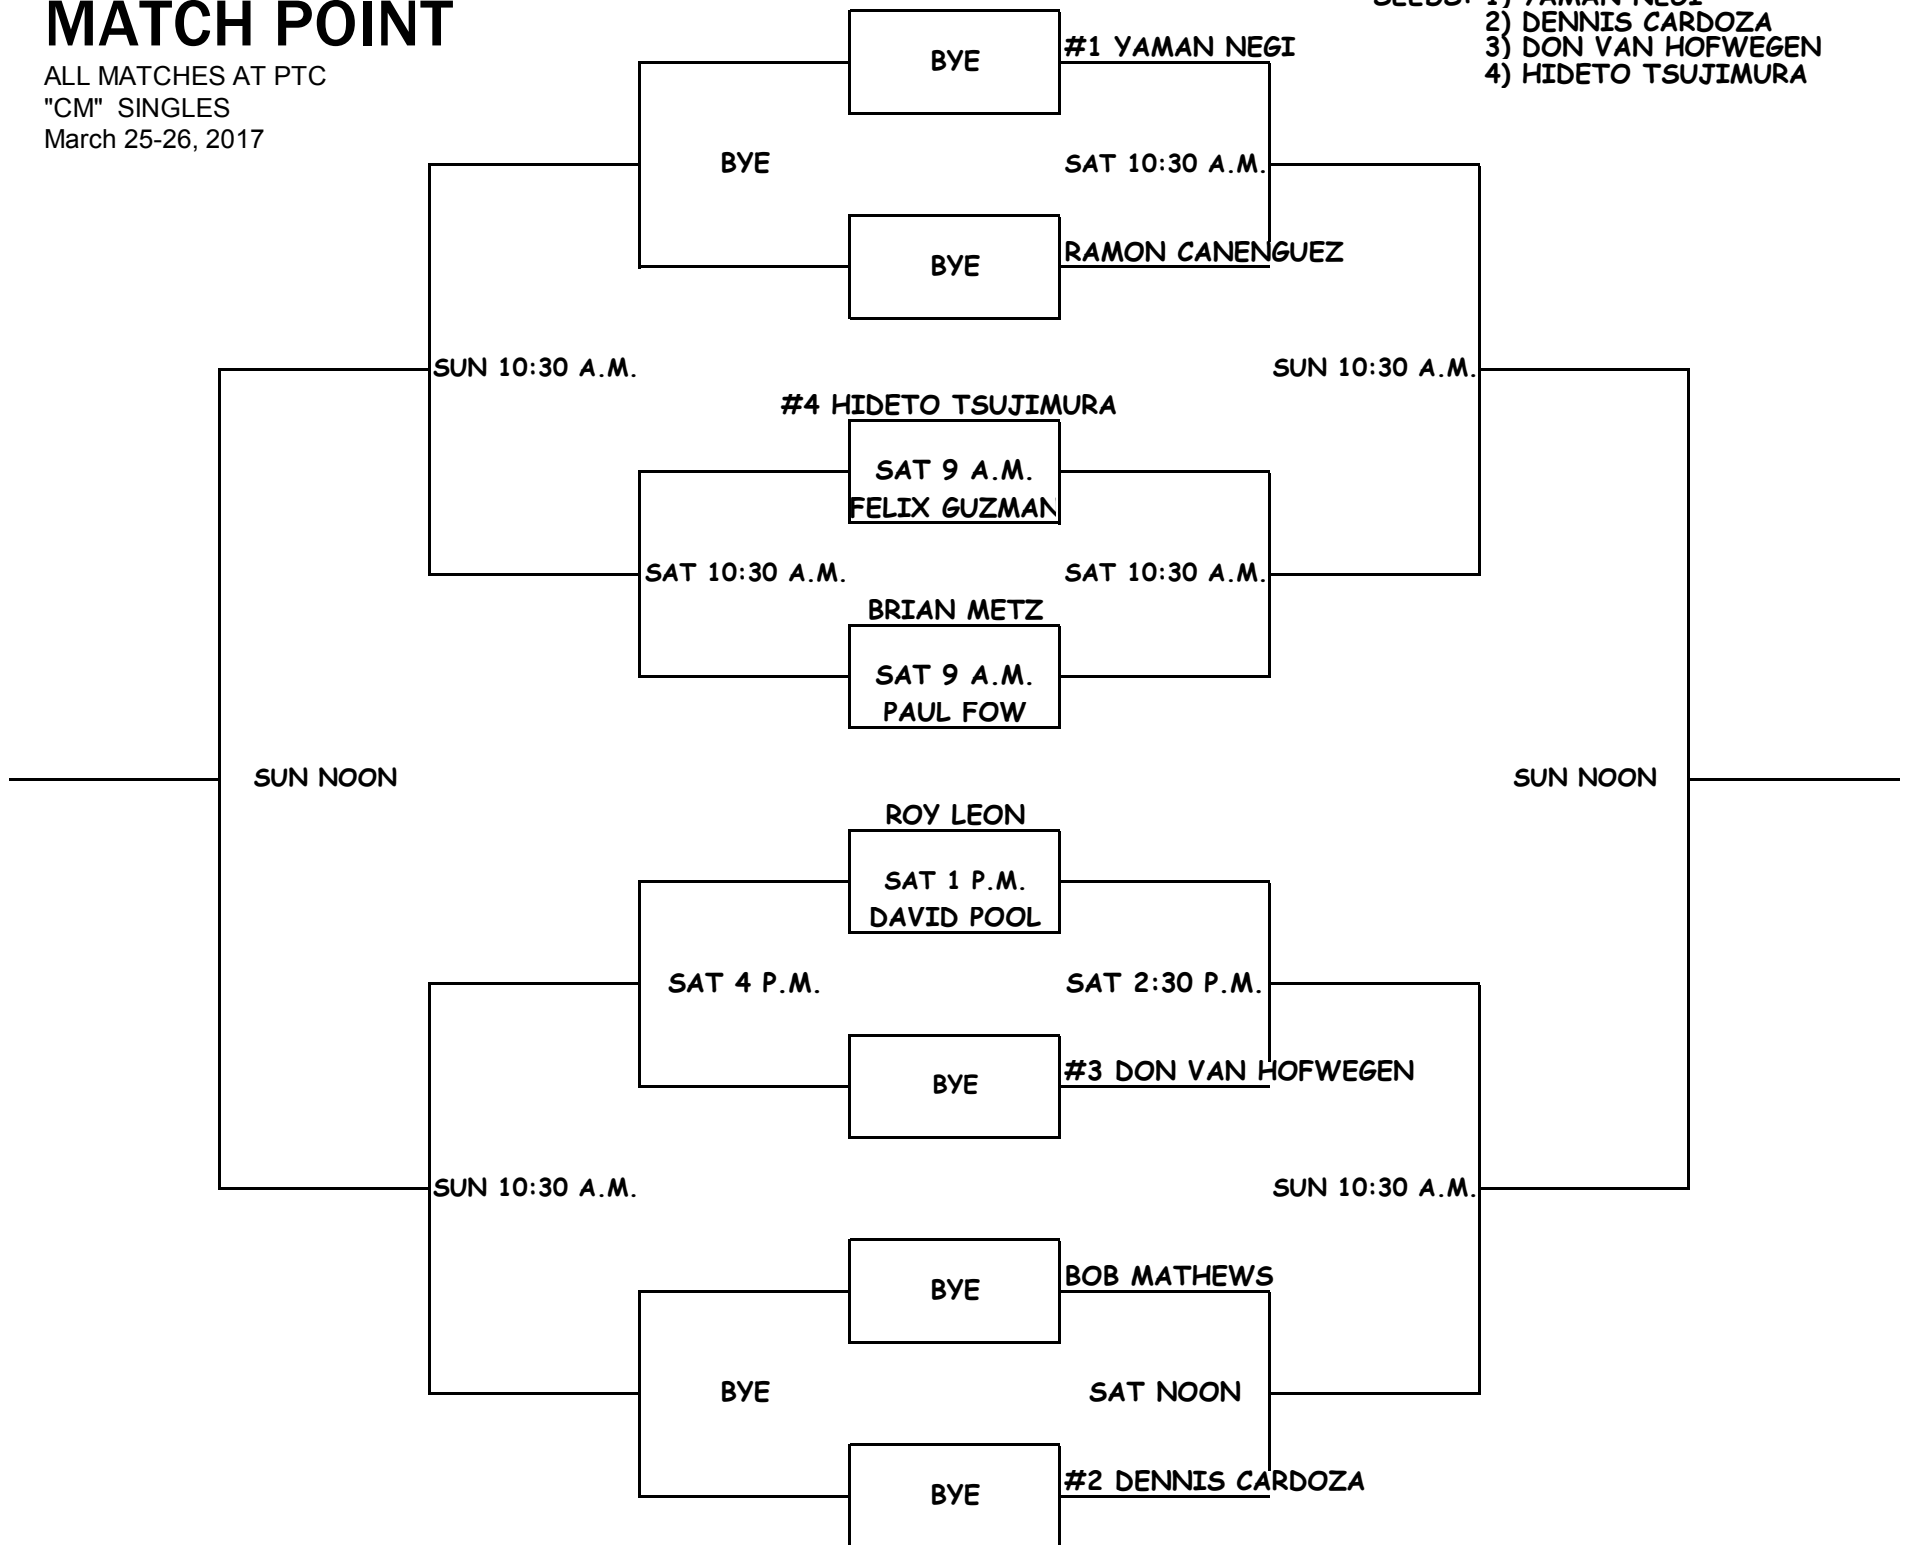 MATCH POINT
SEEDS: 1) YAMAN NEGI
2) DENNIS CARDOZA
3) DON VAN HOFWEGEN
4) HIDETO TSUJIMURA
ALL MATCHES AT PTC
"CM" SINGLES
March 25-26, 2017
BYE
#1 YAMAN NEGI
BYE
SAT 10:30 A.M.
BYE
RAMON CANENGUEZ
SUN 10:30 A.M.
SUN 10:30 A.M.
#4 HIDETO TSUJIMURA
SAT 9 A.M.
FELIX GUZMAN
SAT 10:30 A.M.
SAT 10:30 A.M.
BRIAN METZ
SAT 9 A.M.
PAUL FOW
SUN NOON
SUN NOON
ROY LEON
SAT 1 P.M.
DAVID POOL
SAT 4 P.M.
SAT 2:30 P.M.
BYE
#3 DON VAN HOFWEGEN
SUN 10:30 A.M.
SUN 10:30 A.M.
BYE
BOB MATHEWS
BYE
SAT NOON
BYE
#2 DENNIS CARDOZA